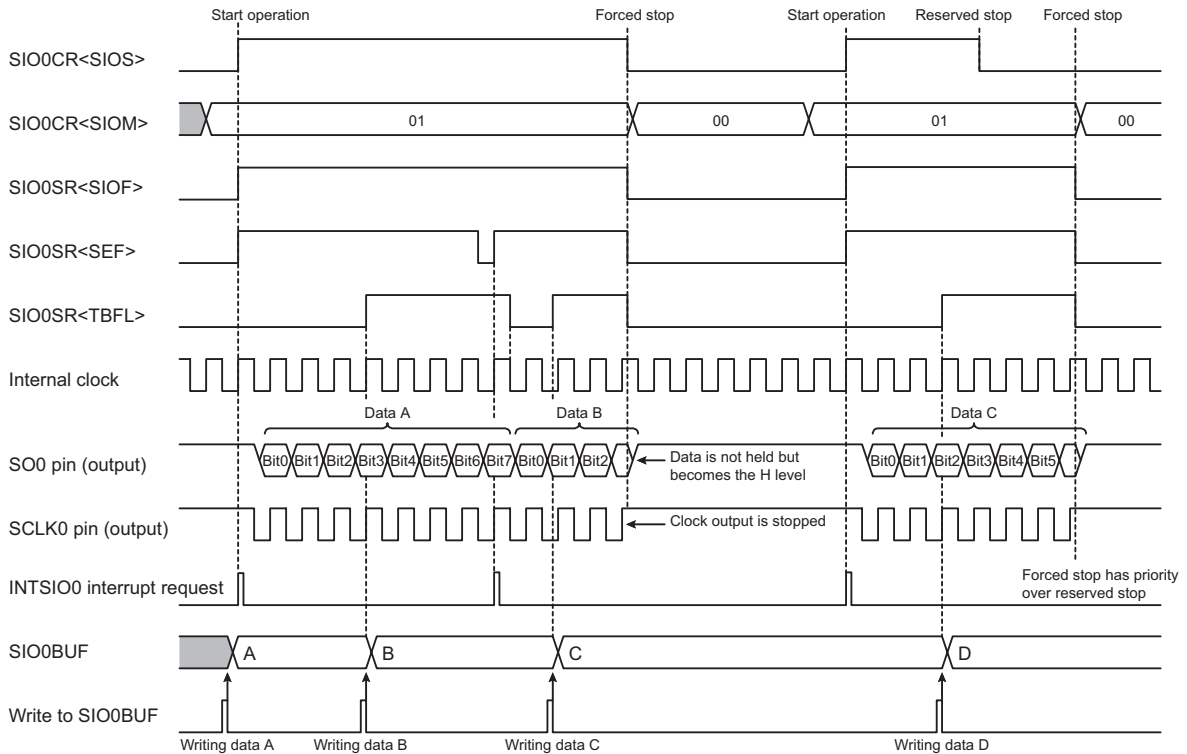 Start operation Forced stop Start operation Reserved stop Forced stop
SIO0CR<SIOS>
SIO0CR<SIOM> 01 00 01 00
SIO0SR<SIOF>
SIO0SR<SEF>
SIO0SR<TBFL>
Internal clock
Data A Data B Data C
SO0 pin (output) Bit0 Bit1 Bit2 Bit3 Bit4 Bit5 Bit6 Bit7 Bit0 Bit1 Bit2 Data is not held but Bit0 Bit1 Bit2 Bit3 Bit4 Bit5
becomes the H level
SCLK0 pin (output) Clock output is stopped
INTSIO0 interrupt request Forced stop has priority
over reserved stop
SIO0BUF A B C D
Write to SIO0BUF
Writing data A Writing data B Writing data C Writing data D